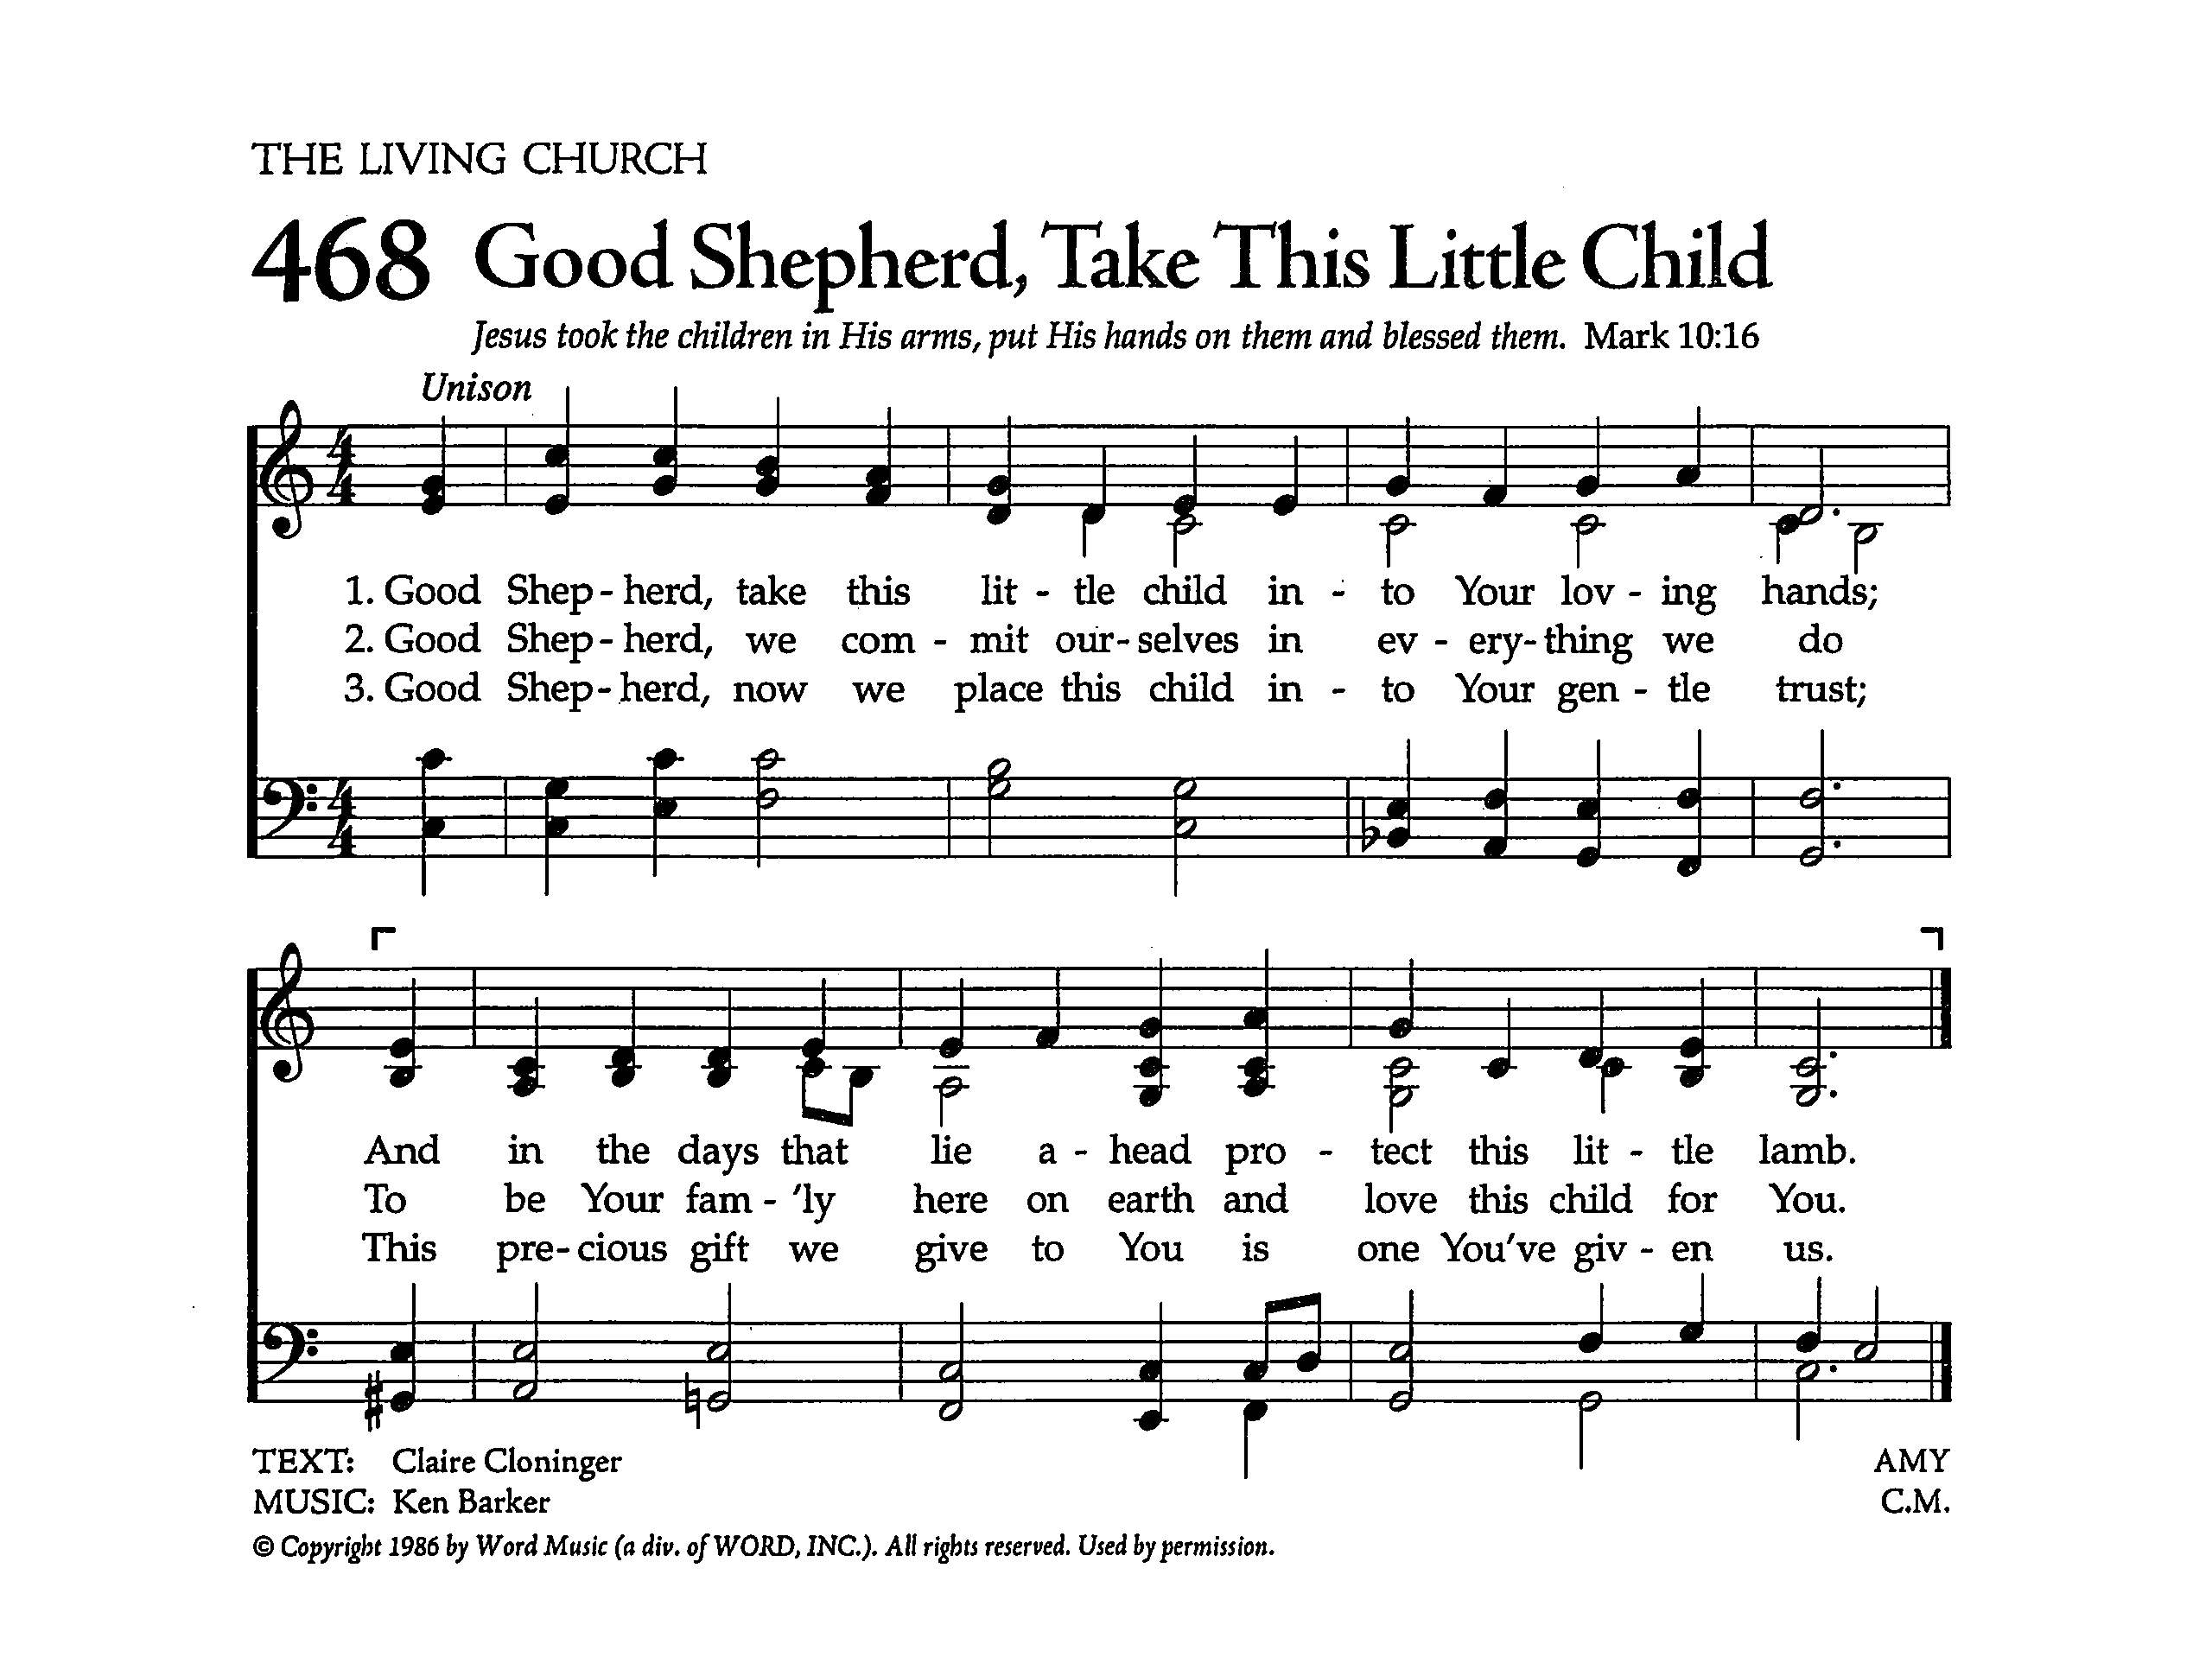 THE LIVING CHURCH
468 Good Shepherd, Take This Little Child
Jesus took the children in His arms, put His hands on them and blessed them. Mark 10:16
Unison
1. Good Shep - herd, take this lit - tle child in - to Your lov - ing hands;
2. Good Shep - herd, we com - mit our - selves in ev - ery - thing we do
3. Good Shep - herd, now we place this child in - to Your gen - tle trust;
And in the days that lie a - head pro - tect this lit - tle lamb.
To be Your fam - 'ly here on earth and love this child for You.
This pre - cious gift we give to You is one You've giv - en us.
TEXT: Claire Cloninger AMY
MUSIC: Ken Barker C.M.
© Copyright 1986 by Word Music (a div. of WORD, INC.). All rights reserved. Used by permission.